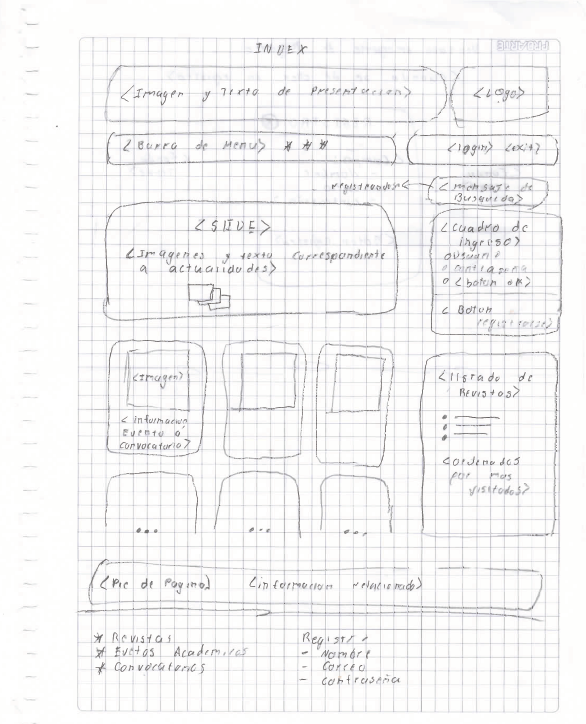 INDEX
<Imagen y Texto de Presentacion>
<Logo>
<Barra de Menu> * * *
<login> <exit>
registrandose
<mensaje de
Busqueda>
<SLIDE>
<Imagenes y texto correspondiente
a actualidades>
<Cuadro de
ingreso>
o usuario
o contraseña
o <boton ok>
< Boton
registrarse>
<Imagen>
<informacion
Evento o
convocatoria>
<listado de
Revistas>
<ordenados
por mas
visitados>
<Pie de Pagina> <informacion relacionada>
* Revistas
* Evetos Academicos
* Convocatorias
Registro
- Nombre
- Correo
- contraseña